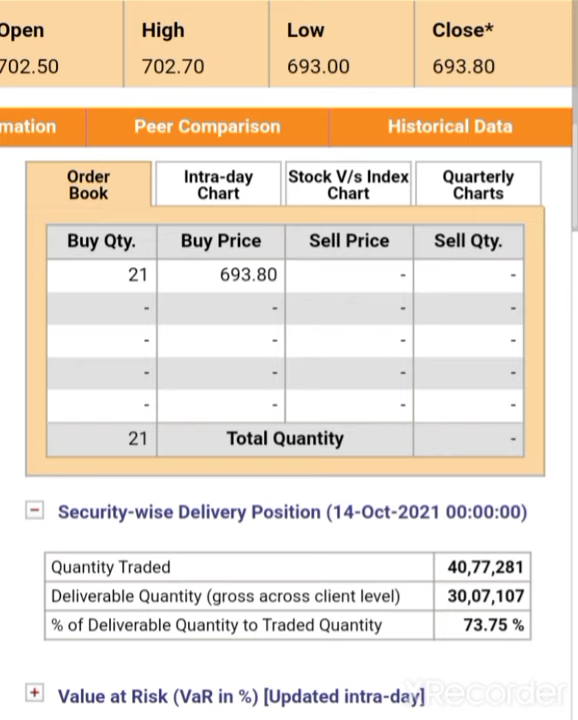 Open High Low Close*
702.50 702.70 693.00 693.80
mation Peer Comparison Historical Data
Order Book Intra-day Chart Stock V/s Index Chart Quarterly Charts
Buy Qty. Buy Price Sell Price Sell Qty.
21 693.80 - -
- - - -
- - - -
- - - -
- - - -
21 Total Quantity -
- Security-wise Delivery Position (14-Oct-2021 00:00:00)
Quantity Traded 40,77,281
Deliverable Quantity (gross across client level) 30,07,107
% of Deliverable Quantity to Traded Quantity 73.75 %
+ Value at Risk (VaR in %) [Updated intra-day]
XRecorder